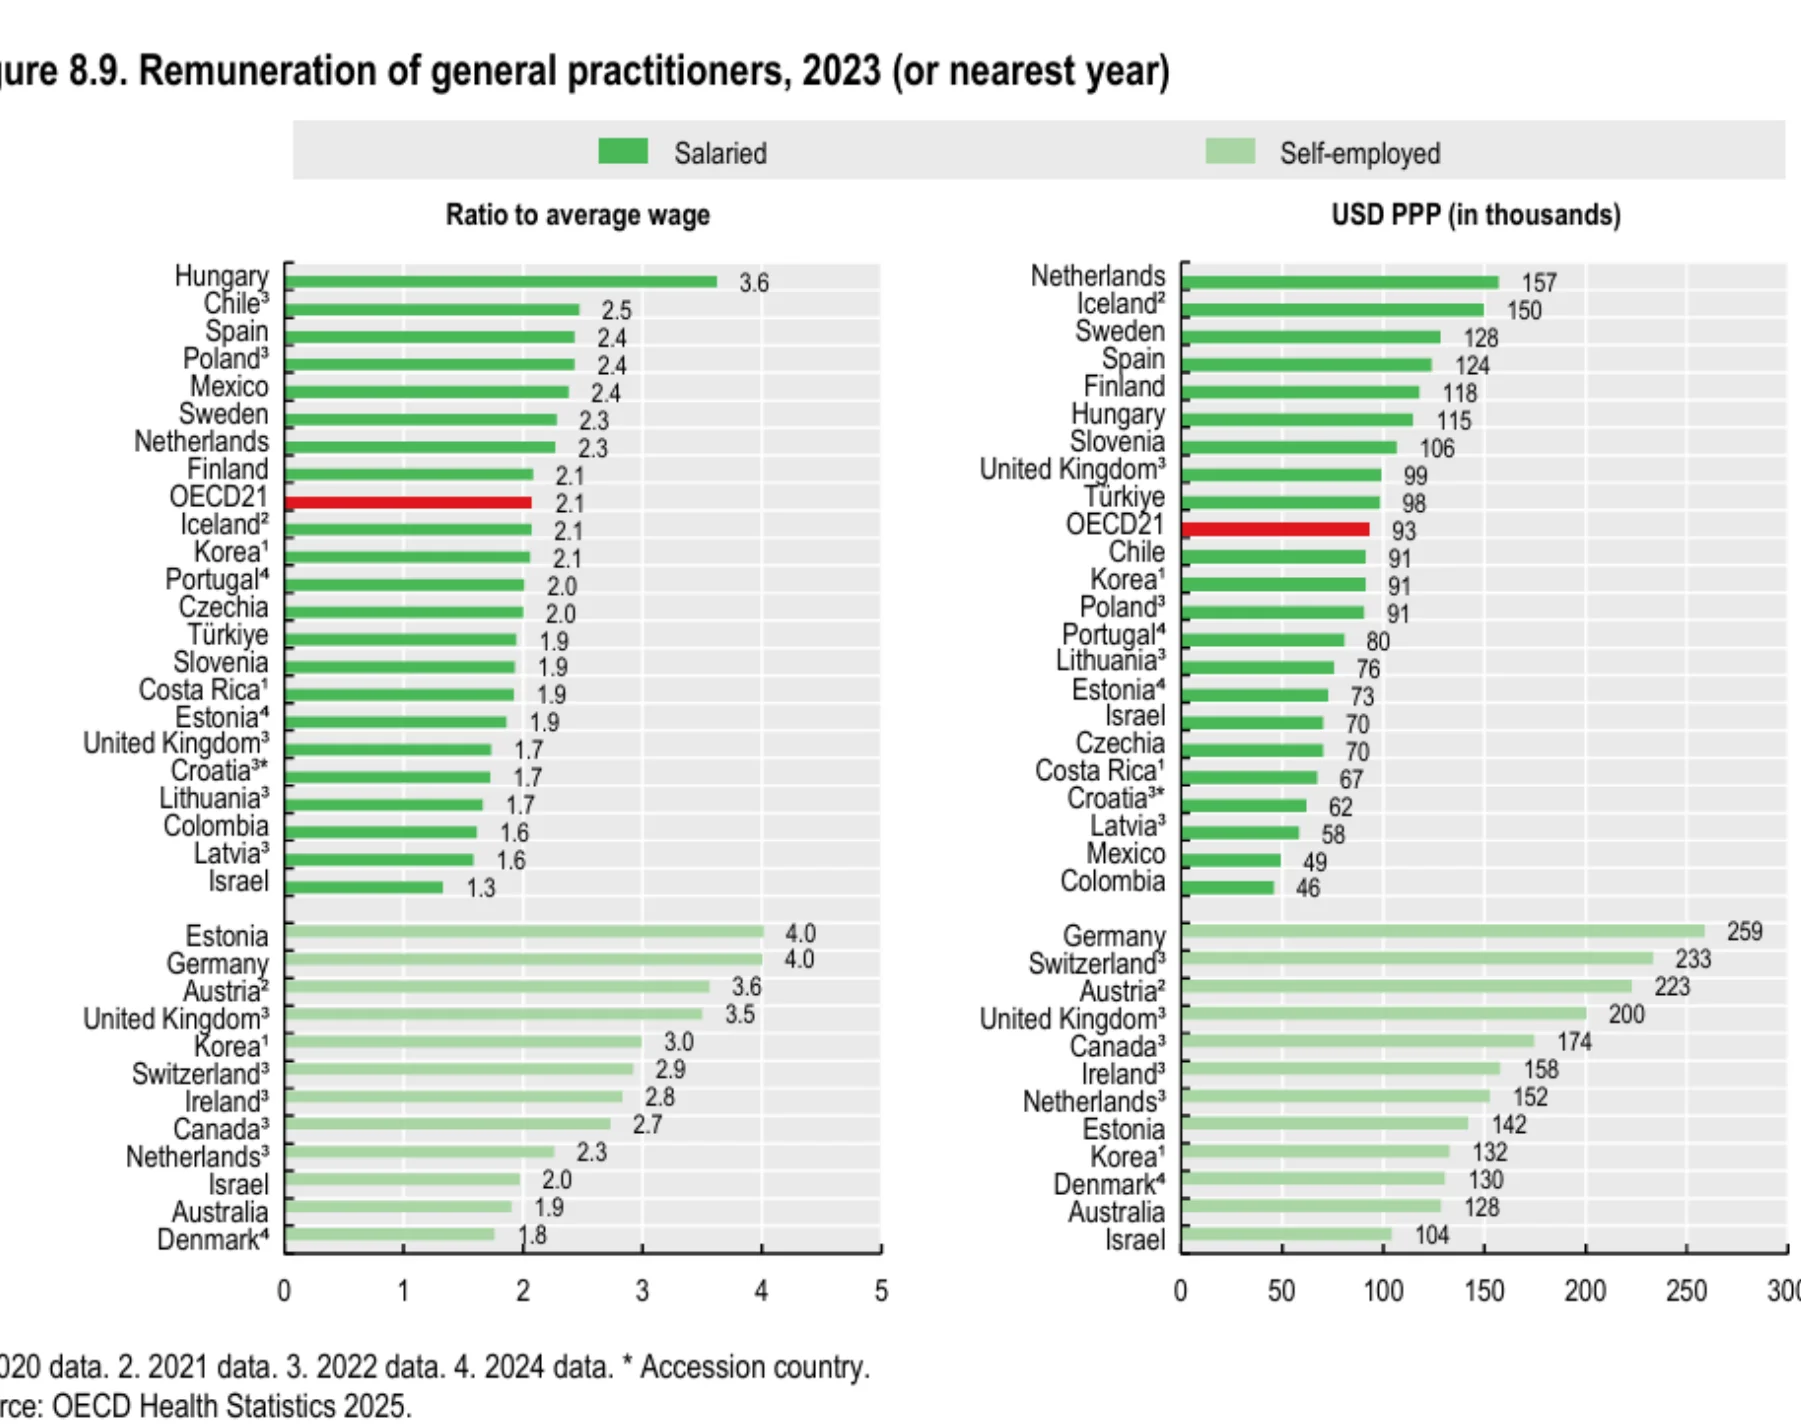 gure 8.9. Remuneration of general practitioners, 2023 (or nearest year)
Salaried Self-employed
Ratio to average wage
Hungary 3.6
Chile³ 2.5
Spain 2.4
Poland³ 2.4
Mexico 2.4
Sweden 2.3
Netherlands 2.3
Finland 2.1
OECD21 2.1
Iceland² 2.1
Korea¹ 2.1
Portugal⁴ 2.0
Czechia 2.0
Türkiye 1.9
Slovenia 1.9
Costa Rica¹ 1.9
Estonia⁴ 1.9
United Kingdom³ 1.7
Croatia³* 1.7
Lithuania³ 1.7
Colombia 1.6
Latvia³ 1.6
Israel 1.3
Estonia 4.0
Germany 4.0
Austria² 3.6
United Kingdom³ 3.5
Korea¹ 3.0
Switzerland³ 2.9
Ireland³ 2.8
Canada³ 2.7
Netherlands³ 2.3
Israel 2.0
Australia 1.9
Denmark⁴ 1.8
0 1 2 3 4 5
USD PPP (in thousands)
Netherlands 157
Iceland² 150
Sweden 128
Spain 124
Finland 118
Hungary 115
Slovenia 106
United Kingdom³ 99
Türkiye 98
OECD21 93
Chile 91
Korea¹ 91
Poland³ 91
Portugal⁴ 80
Lithuania³ 76
Estonia⁴ 73
Israel 70
Czechia 70
Costa Rica¹ 67
Croatia³* 62
Latvia³ 58
Mexico 49
Colombia 46
Germany 259
Switzerland³ 233
Austria² 223
United Kingdom³ 200
Canada³ 174
Ireland³ 158
Netherlands³ 152
Estonia 142
Korea¹ 132
Denmark⁴ 130
Australia 128
Israel 104
0 50 100 150 200 250 300
020 data. 2. 2021 data. 3. 2022 data. 4. 2024 data. * Accession country.
rce: OECD Health Statistics 2025.